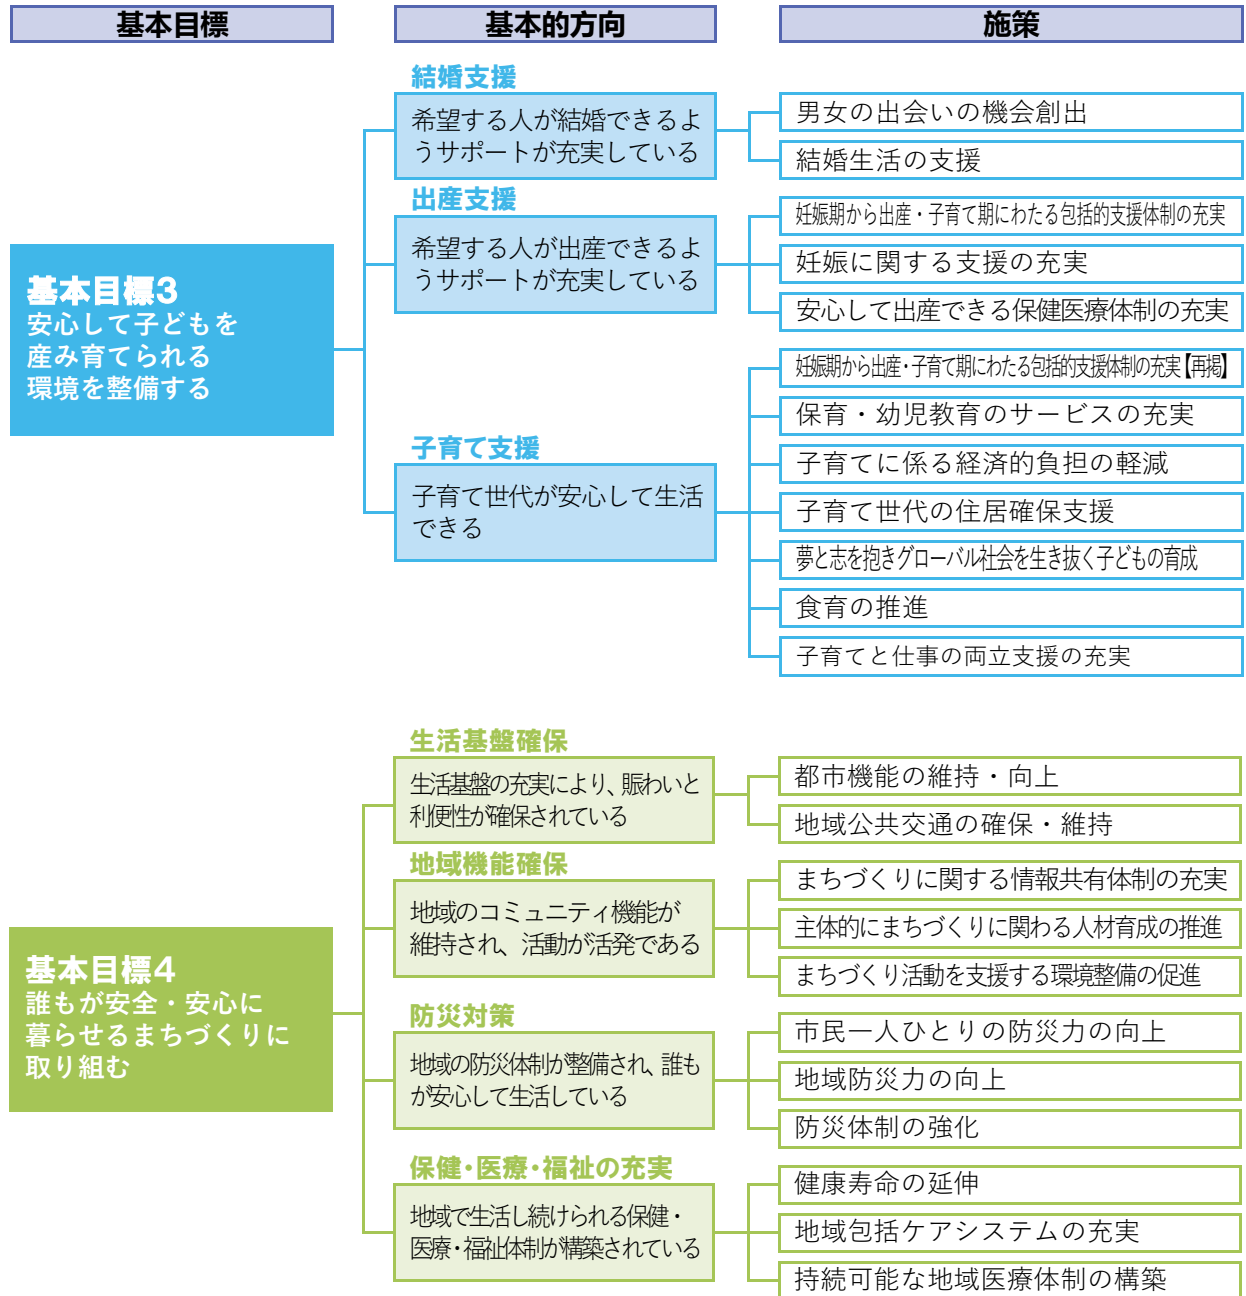 基本目標
基本的方向
施策
基本目標3
安心して子どもを
産み育てられる
環境を整備する
結婚支援
希望する人が結婚できるよ
うサポートが充実している
男女の出会いの機会創出
結婚生活の支援
出産支援
希望する人が出産できるよ
うサポートが充実している
妊娠期から出産・子育て期にわたる包括的支援体制の充実
妊娠に関する支援の充実
安心して出産できる保健医療体制の充実
子育て支援
子育て世代が安心して生活
できる
妊娠期から出産・子育て期にわたる包括的支援体制の充実【再掲】
保育・幼児教育のサービスの充実
子育てに係る経済的負担の軽減
子育て世代の住居確保支援
夢と志を抱きグローバル社会を生き抜く子どもの育成
食育の推進
子育てと仕事の両立支援の充実
基本目標4
誰もが安全・安心に
暮らせるまちづくりに
取り組む
生活基盤確保
生活基盤の充実により、賑わいと
利便性が確保されている
都市機能の維持・向上
地域公共交通の確保・維持
地域機能確保
地域のコミュニティ機能が
維持され、活動が活発である
まちづくりに関する情報共有体制の充実
主体的にまちづくりに関わる人材育成の推進
まちづくり活動を支援する環境整備の促進
防災対策
地域の防災体制が整備され、誰も
が安心して生活している
市民一人ひとりの防災力の向上
地域防災力の向上
防災体制の強化
保健・医療・福祉の充実
地域で生活し続けられる保健・
医療・福祉体制が構築されている
健康寿命の延伸
地域包括ケアシステムの充実
持続可能な地域医療体制の構築